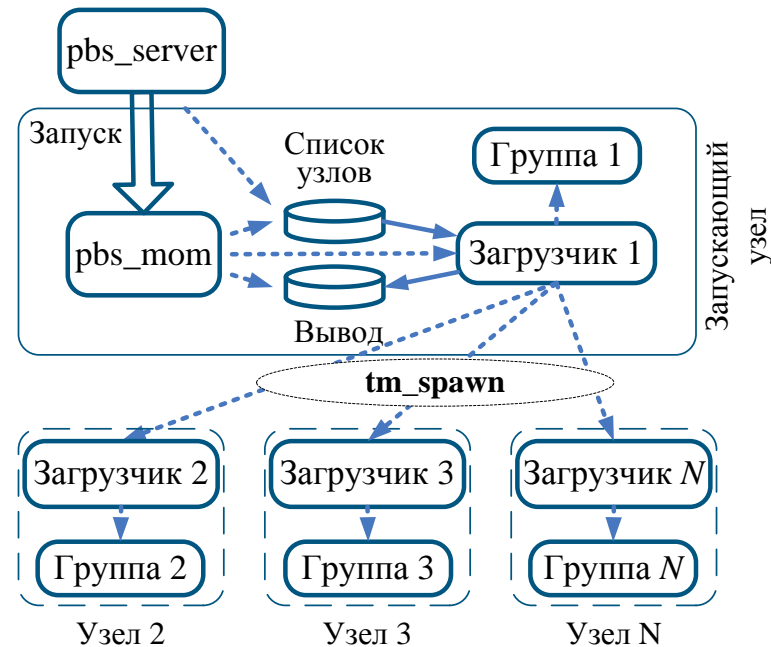 pbs_server
Запуск
Список
узлов
Группа 1
pbs_mom
Загрузчик 1
Вывод
Запускающий
узел
tm_spawn
Загрузчик 2
Загрузчик 3
Загрузчик N
Группа 2
Группа 3
Группа N
Узел 2
Узел 3
Узел N